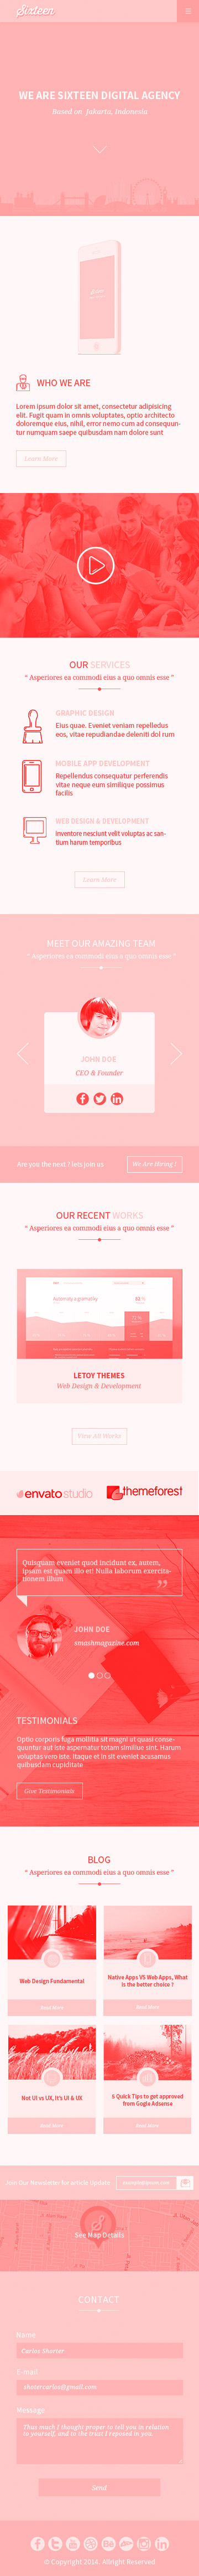 Sixteen
WE ARE SIXTEEN DIGITAL AGENCY
Based on Jakarta, Indonesia
WHO WE ARE
Lorem ipsum dolor sit amet, consectetur adipisicing
elit. Fugit quam in omnis voluptates, optio architecto
doloremque eius, nihil, error nemo cum ad consequun-
tur numquam saepe quibusdam nam dolore sunt
Learn More
OUR SERVICES
“ Asperiores ea commodi eius a quo omnis esse ”
GRAPHIC DESIGN
Eius quae. Eveniet veniam repelledus
eos, vitae repudiandae deleniti dol rum
MOBILE APP DEVELOPMENT
Repellendus consequatur perferendis
vitae neque eum similique possimus
facilis
WEB DESIGN & DEVELOPMENT
Inventore nesciunt velit voluptas ac san-
tium harum temporibus
Learn More
MEET OUR AMAZING TEAM
“ Asperiores ea commodi eius a quo omnis esse ”
JOHN DOE
CEO & Founder
Are you the next ? lets join us
We Are Hiring !
OUR RECENT WORKS
“ Asperiores ea commodi eius a quo omnis esse ”
LETOY THEMES
Web Design & Development
View All Works
envato studio
themeforest
Quisquam eveniet quod incidunt ex, autem,
ipsam est quam illo et! Nulla laborum exercita-
tionem illum
JOHN DOE
smashmagazine.com
TESTIMONIALS
Optio corporis fuga mollitia sit magni ut quasi conse-
quuntur aut iste aspernatur totam similique sint. Harum
voluptas vero iste. Itaque et in sit eveniet acusamus
quibusdam cupiditate
Give Testimonials
BLOG
“ Asperiores ea commodi eius a quo omnis esse ”
Web Design Fundamental
Read More
Native Apps VS Web Apps, What
is the better choice ?
Read More
Not UI vs UX, It's UI & UX
Read More
5 Quick Tips to get approved
from Gogle Adsense
Read More
Join Our Newsletter for article Update
See Map Details
CONTACT
Name
Carlos Shorter
E-mail
shotercarlos@gmail.com
Message
Thus much I thought proper to tell you in relation
to yourself, and to the trust I reposed in you.
Send
© Copyright 2014. Allright Reserved